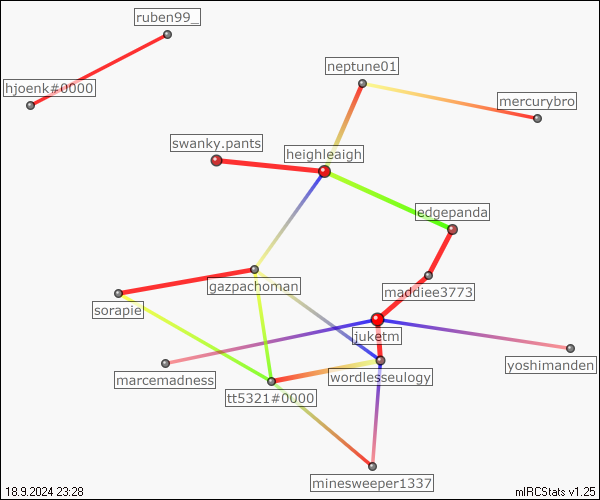 ruben99_
hjoenk#0000
neptune01
mercurybro
swanky.pants
heighleaigh
edgepanda
gazpachoman
maddiee3773
sorapie
juketm
marcemadness
yoshimanden
wordlesseulogy
tt5321#0000
minesweeper1337
18.9.2024 23:28
mIRCStats v1.25